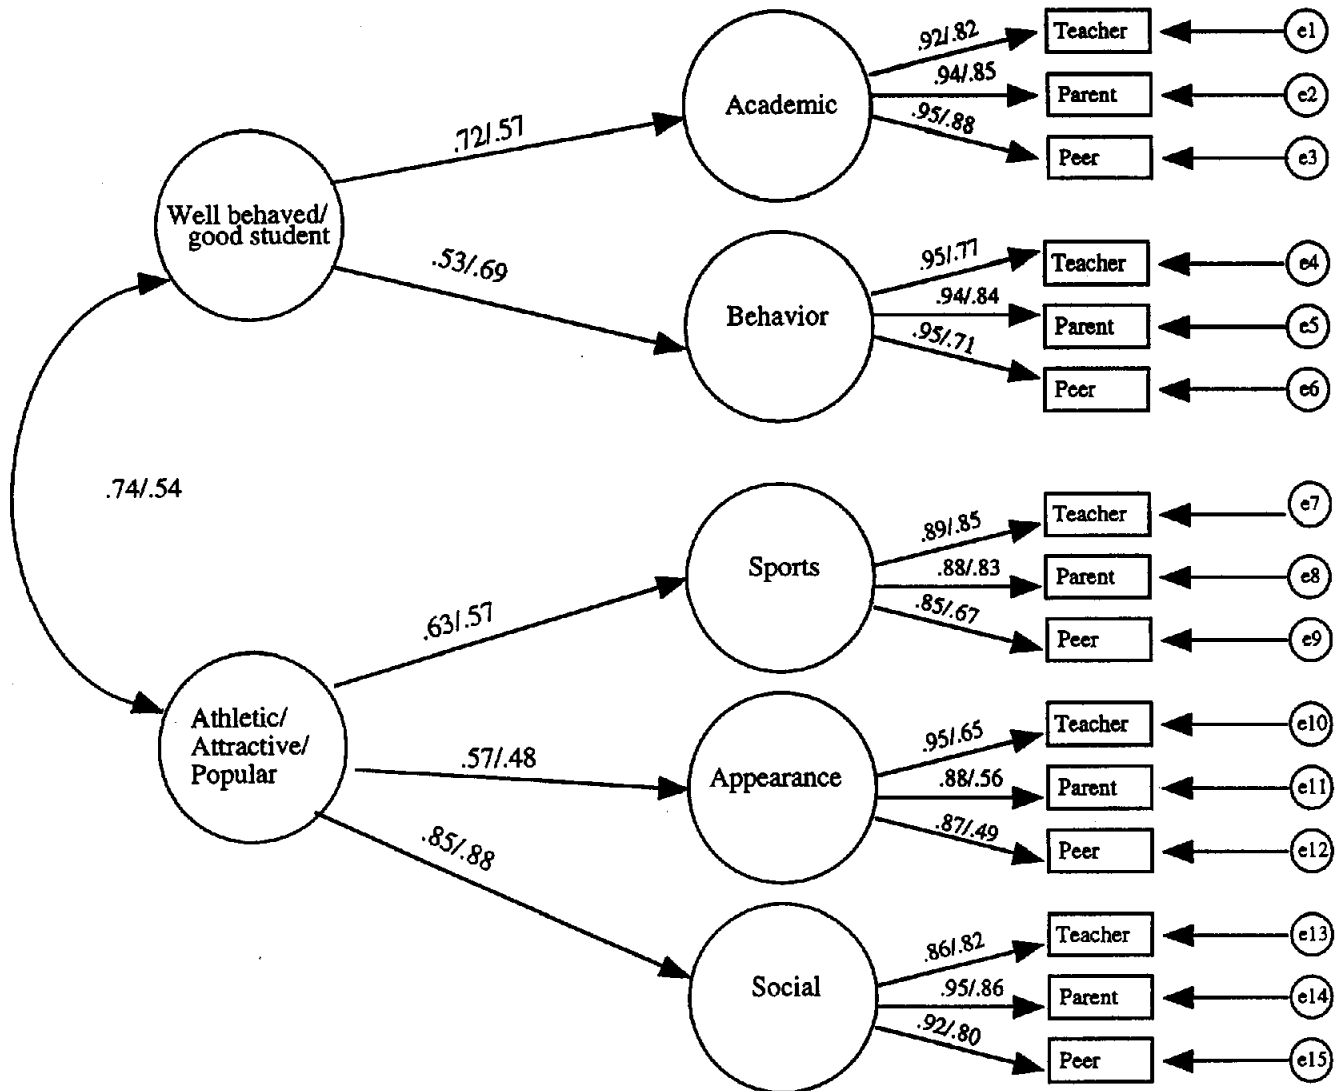 .92/.82
Teacher
e1
.94/.85
Academic
Parent
e2
.95/.88
Peer
e3
.72/.57
Well behaved/
good student
.53/.69
.95/.77
Teacher
e4
.94/.84
Behavior
Parent
e5
.95/.71
Peer
e6
.74/.54
.89/.85
Teacher
e7
Sports
.88/.83
Parent
e8
.85/.67
Peer
e9
.63/.57
Athletic/
Attractive/
Popular
.57/.48
.95/.65
Teacher
e10
Appearance
.88/.56
Parent
e11
.87/.49
Peer
e12
.85/.88
.86/.82
Teacher
e13
Social
.95/.86
Parent
e14
.92/.80
Peer
e15